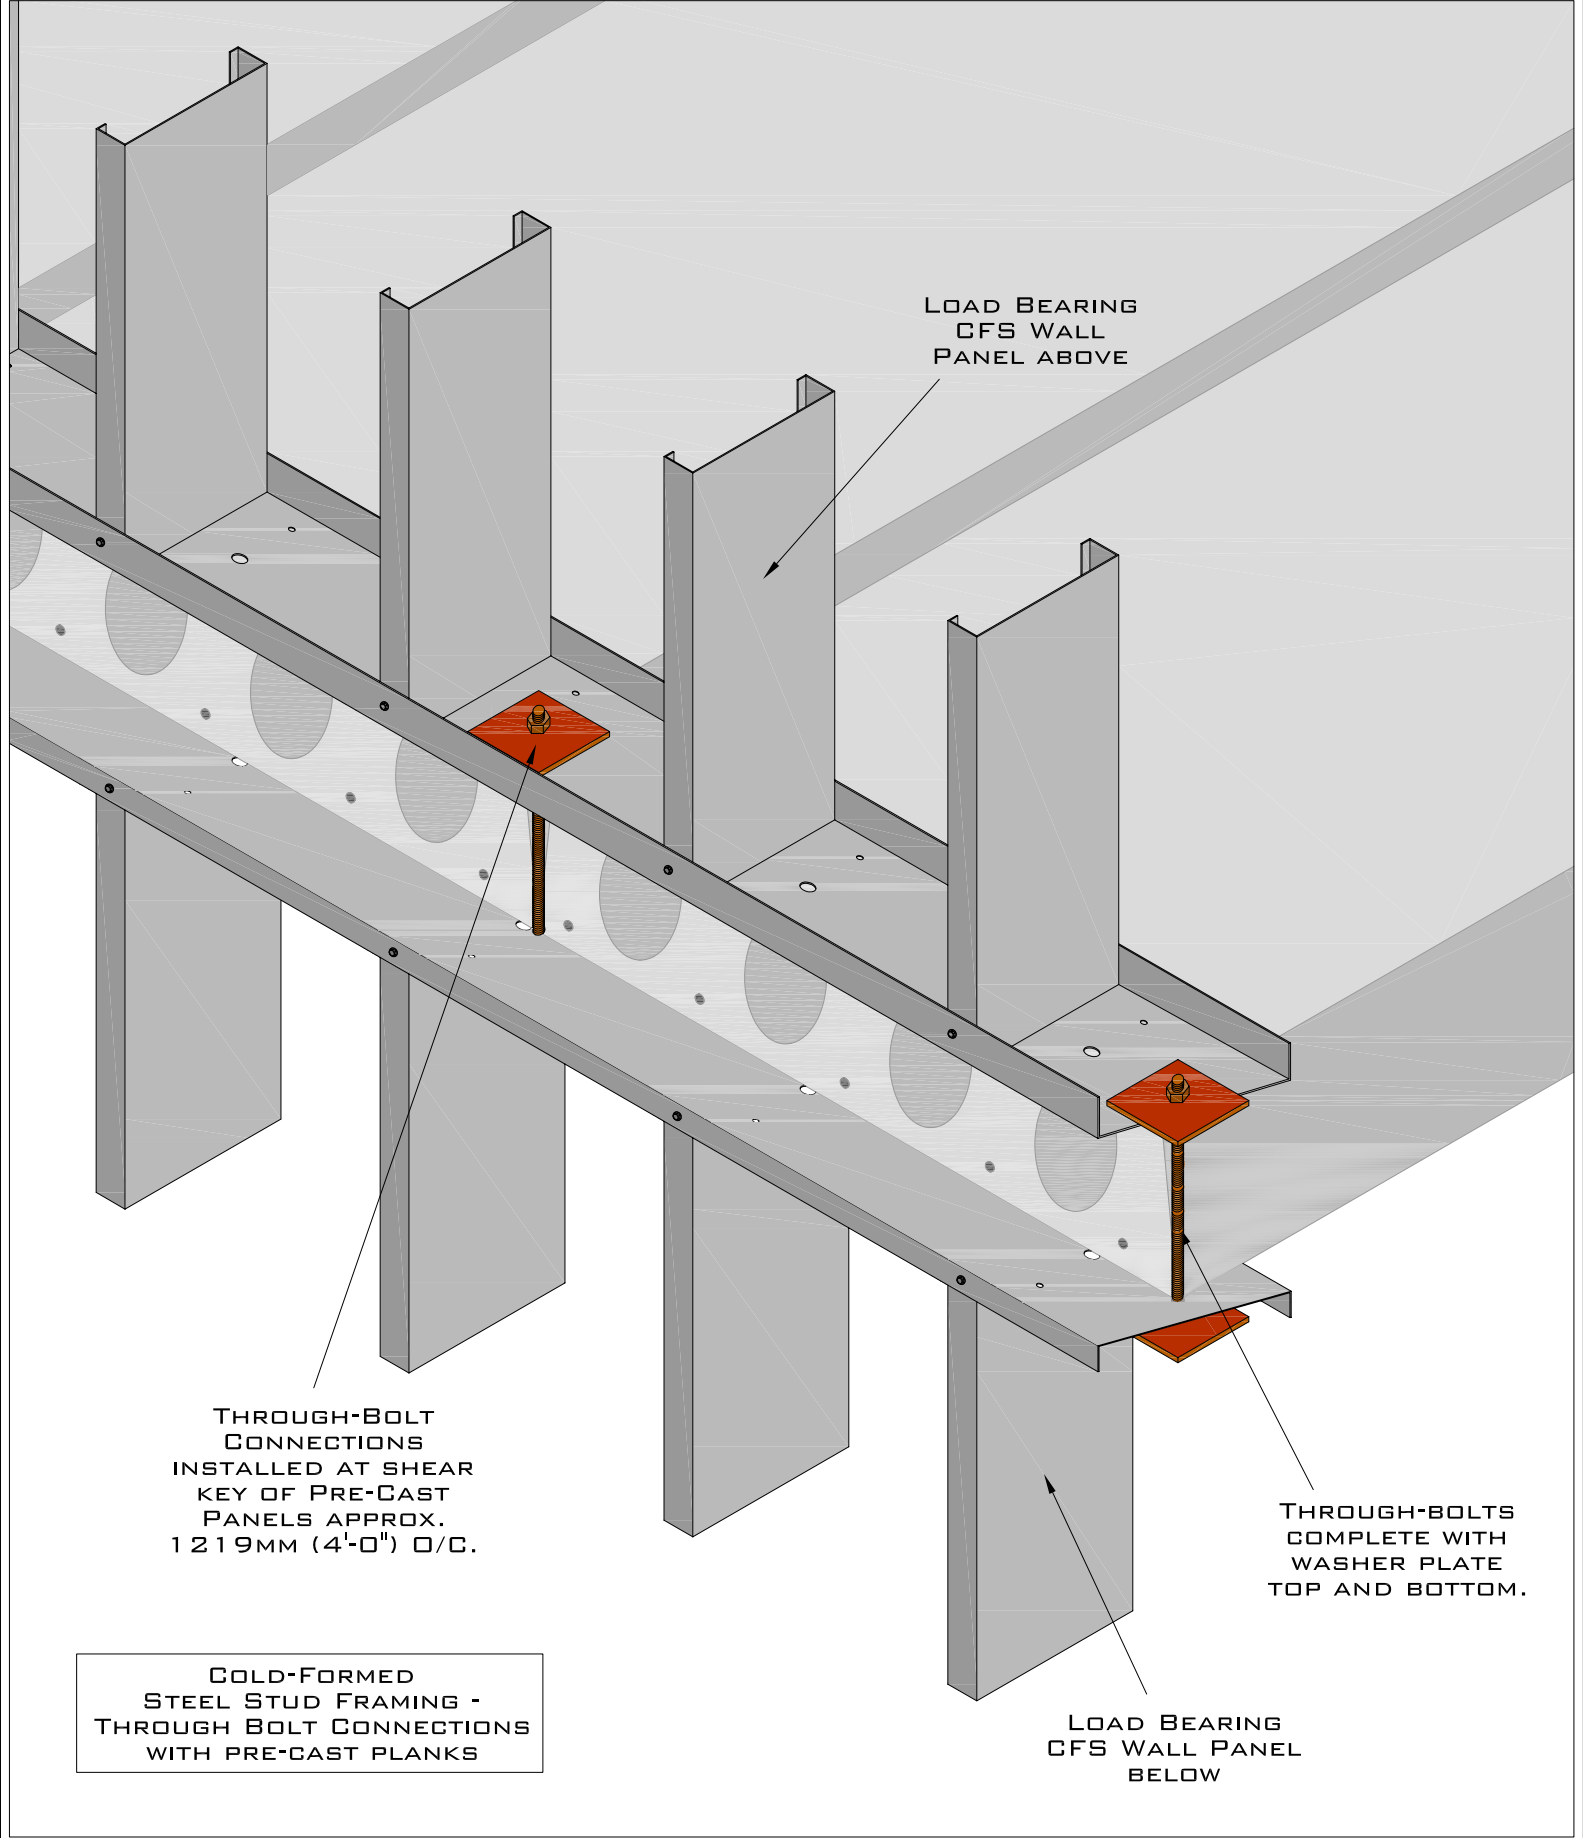 LOAD BEARING
CFS WALL
PANEL ABOVE
THROUGH-BOLT
CONNECTIONS
INSTALLED AT SHEAR
KEY OF PRE-CAST
PANELS APPROX.
1219MM (4'-0") O/C.
THROUGH-BOLTS
COMPLETE WITH
WASHER PLATE
TOP AND BOTTOM.
COLD-FORMED
STEEL STUD FRAMING -
THROUGH BOLT CONNECTIONS
WITH PRE-CAST PLANKS
LOAD BEARING
CFS WALL PANEL
BELOW